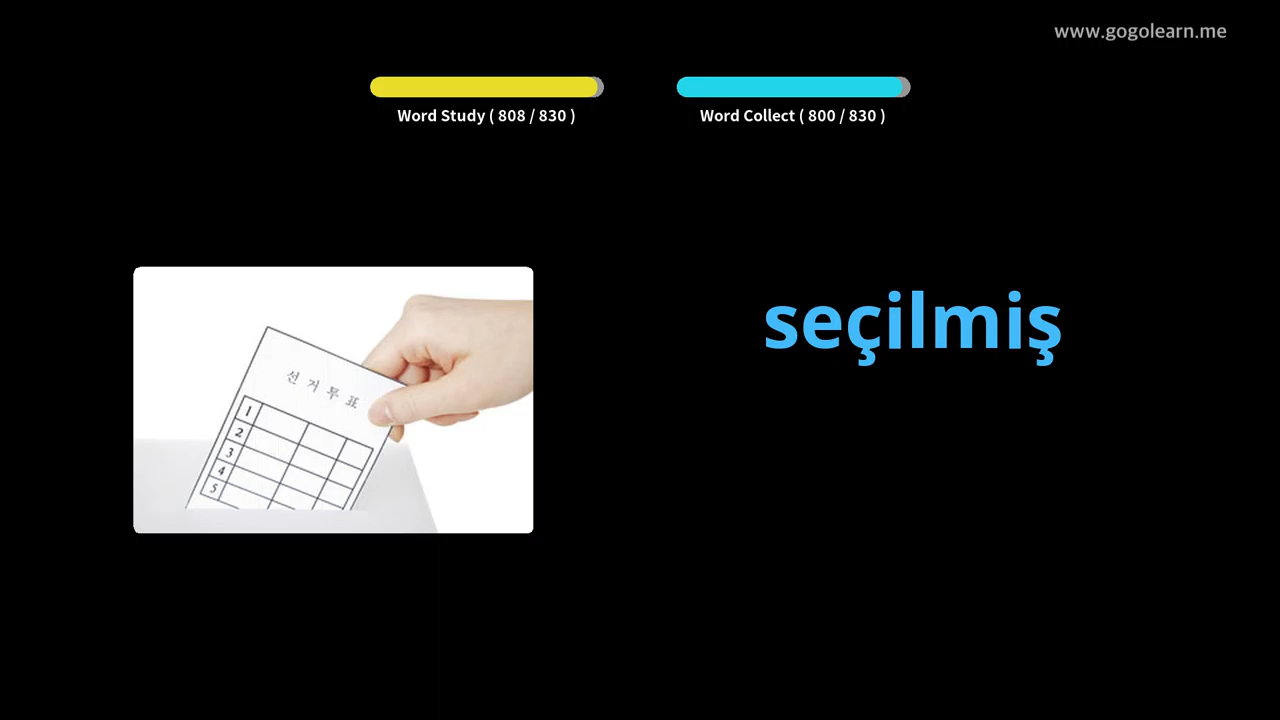 www.gogolearn.me
Word Study ( 808 / 830 )
Word Collect ( 800 / 830 )
선거투표
1
2
3
4
5
seçilmiş